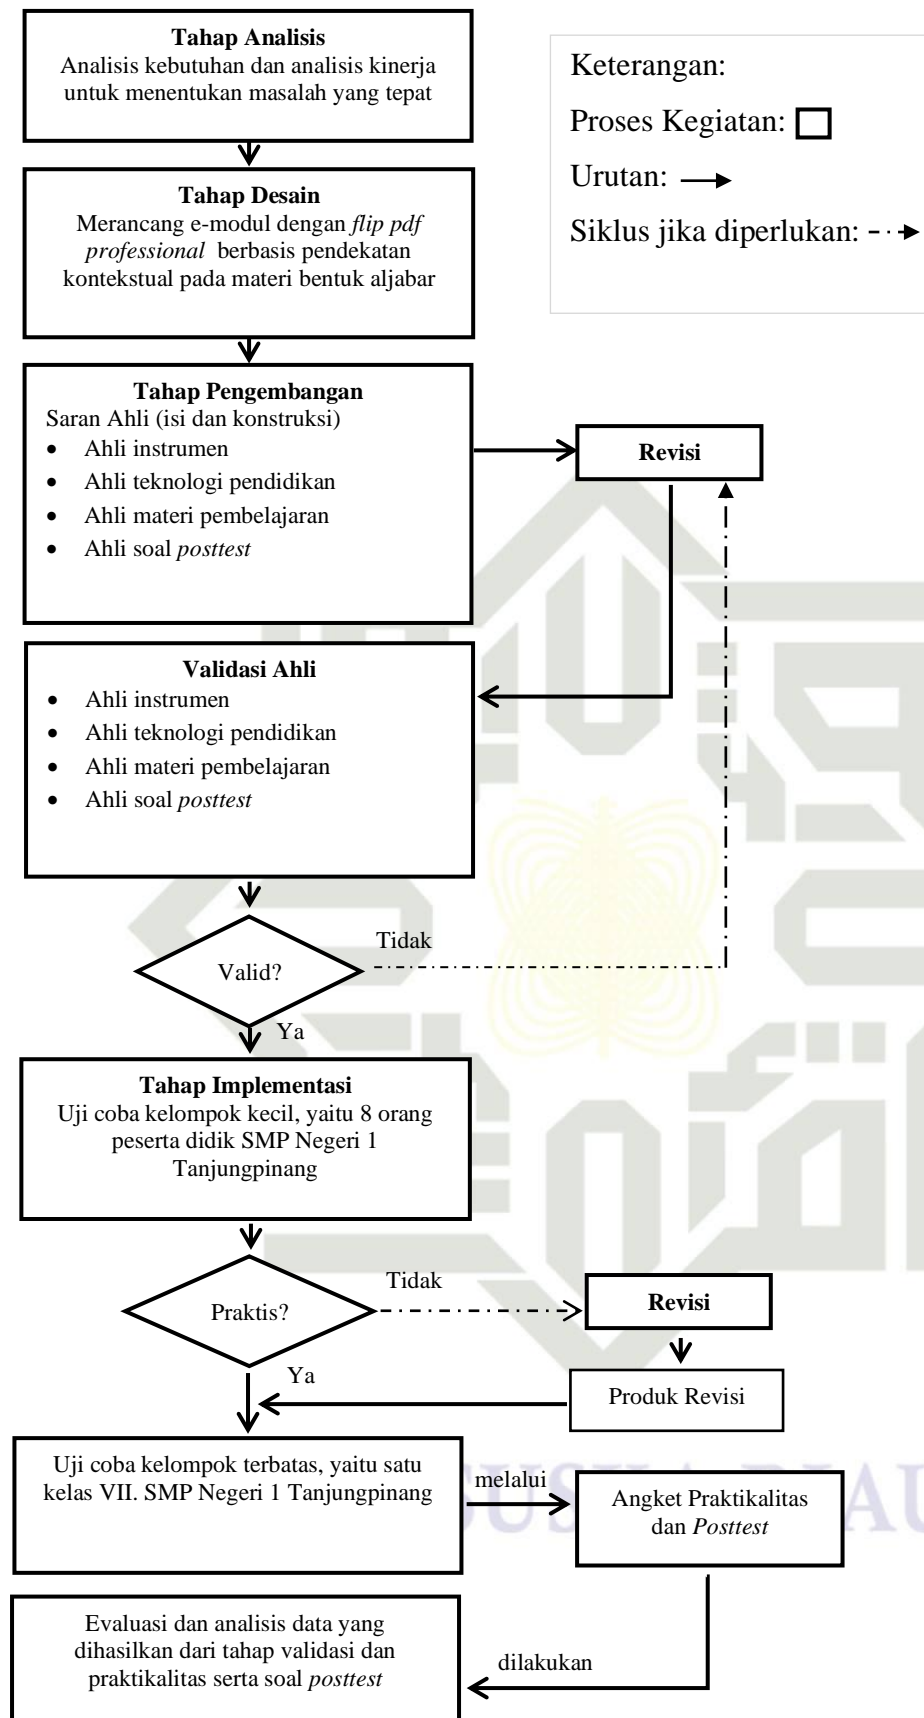 Tahap Analisis
Analisis kebutuhan dan analisis kinerja
untuk menentukan masalah yang tepat
Keterangan:
Proses Kegiatan:
Urutan:
Siklus jika diperlukan:
Tahap Desain
Merancang e-modul dengan flip pdf
professional berbasis pendekatan
kontekstual pada materi bentuk aljabar
Tahap Pengembangan
Saran Ahli (isi dan konstruksi)
• Ahli instrumen
• Ahli teknologi pendidikan
• Ahli materi pembelajaran
• Ahli soal posttest
Revisi
Validasi Ahli
• Ahli instrumen
• Ahli teknologi pendidikan
• Ahli materi pembelajaran
• Ahli soal posttest
Valid?
Tidak
Ya
Tahap Implementasi
Uji coba kelompok kecil, yaitu 8 orang
peserta didik SMP Negeri 1
Tanjungpinang
Praktis?
Tidak
Revisi
Ya
Produk Revisi
Uji coba kelompok terbatas, yaitu satu
kelas VII. SMP Negeri 1 Tanjungpinang
melalui
Angket Praktikalitas
dan Posttest
Evaluasi dan analisis data yang
dihasilkan dari tahap validasi dan
praktikalitas serta soal posttest
dilakukan